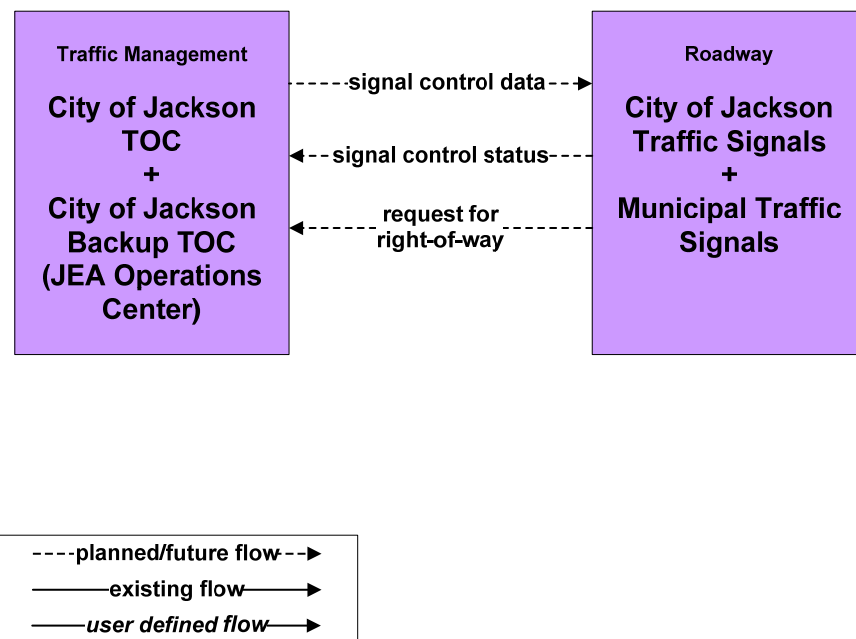 Traffic Management
City of Jackson
TOC
+
City of Jackson
Backup TOC
(JEA Operations
Center)
signal control data
signal control status
request for
right-of-way
Roadway
City of Jackson
Traffic Signals
+
Municipal Traffic
Signals
planned/future flow
existing flow
user defined flow